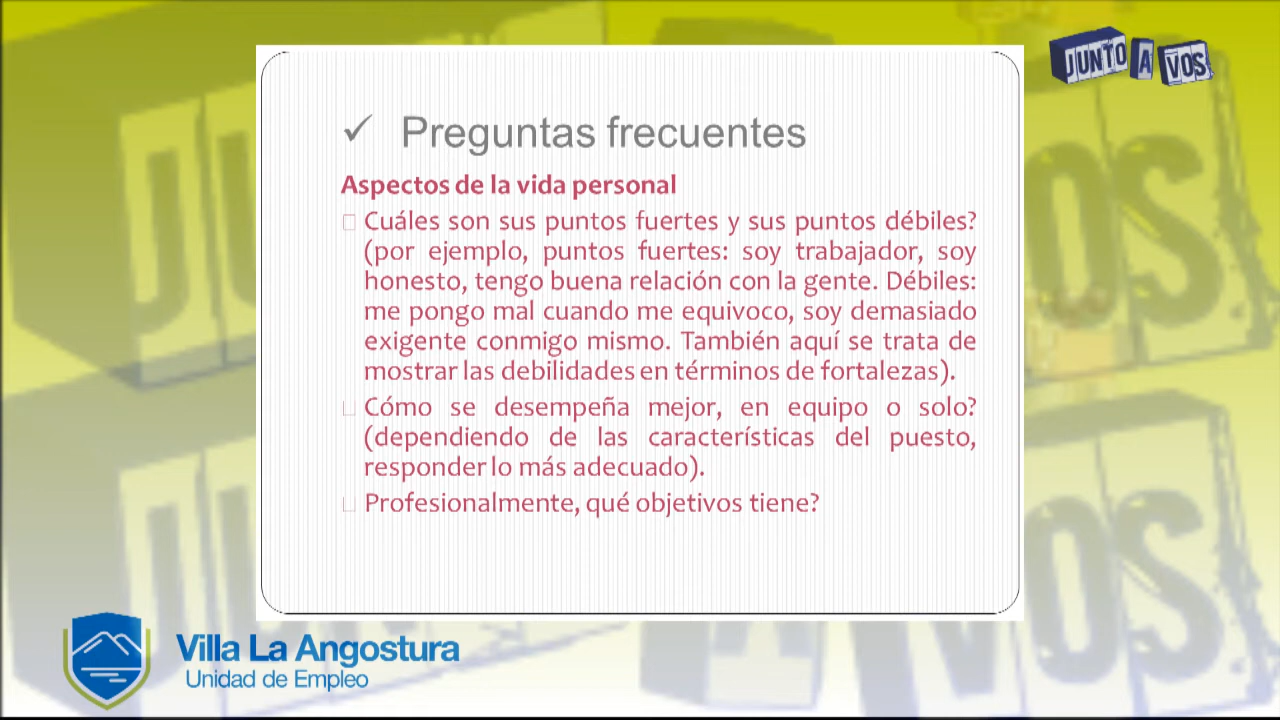 JUNTO A VOS
✓ Preguntas frecuentes
Aspectos de la vida personal
Cuáles son sus puntos fuertes y sus puntos débiles?
(por ejemplo, puntos fuertes: soy trabajador, soy
honesto, tengo buena relación con la gente. Débiles:
me pongo mal cuando me equivoco, soy demasiado
exigente conmigo mismo. También aquí se trata de
mostrar las debilidades en términos de fortalezas).
Cómo se desempeña mejor, en equipo o solo?
(dependiendo de las características del puesto,
responder lo más adecuado).
Profesionalmente, qué objetivos tiene?
Villa La Angostura
Unidad de Empleo